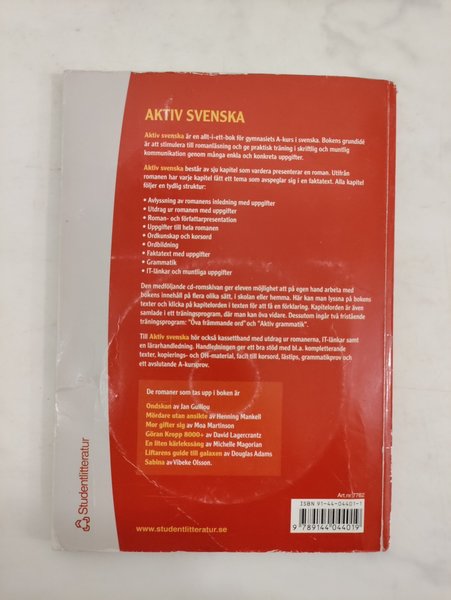 AKTIV SVENSKA
Aktiv svenska är en allt-i-ett-bok för gymnasiets A-kurs i svenska. Bokens grundidé
är att stimulera till romanläsning och ge praktisk träning i skriftlig och muntlig
kommunikation genom många enkla och konkreta uppgifter.
Aktiv svenska består av sju kapitel som vardera presenterar en roman. Utifrån
romanen har varje kapitel fått ett tema som avspeglar sig i en faktatext. Alla kapitel
följer en tydlig struktur:
• Avlyssning av romanens inledning med uppgifter
• Utdrag ur romanen med uppgifter
• Roman- och författarpresentation
• Uppgifter till hela romanen
• Ordkunskap och korsord
• Ordbildning
• Faktatext med uppgifter
• Grammatik
• IT-länkar och muntliga uppgifter
Den medföljande cd-romskivan ger eleven möjlighet att på egen hand arbeta med
bokens innehåll på flera olika sätt, i skolan eller hemma. Här kan man lyssna på bokens
texter och klicka på kapitelorden i texten för att få en förklaring. Kapitelorden är även
samlade i ett träningsprogram, där man kan öva vidare. Dessutom ingår två fristående
träningsprogram: "Öva främmande ord" och "Aktiv grammatik".
Till Aktiv svenska hör också kassettband med utdrag ur romanerna, IT-länkar samt
en lärarhandledning. Handledningen ger ett bra stöd med bl.a. kompletterande
texter, kopierings- och OH-material, facit till korsord, lästips, grammatikprov och
ett avslutande A-kursprov.
De romaner som tas upp i boken är
Ondskan av Jan Guillou
Mördare utan ansikte av Henning Mankell
Mor gifter sig av Moa Martinson
Göran Kropp 8000+ av David Lagercrantz
En liten kärlekssång av Michelle Magorian
Liftarens guide till galaxen av Douglas Adams
Sabina av Vibeke Olsson.
Art.nr 7762
ISBN 91-44-04401-1
9 789144 044019
www.studentlitteratur.se
Studentlitteratur